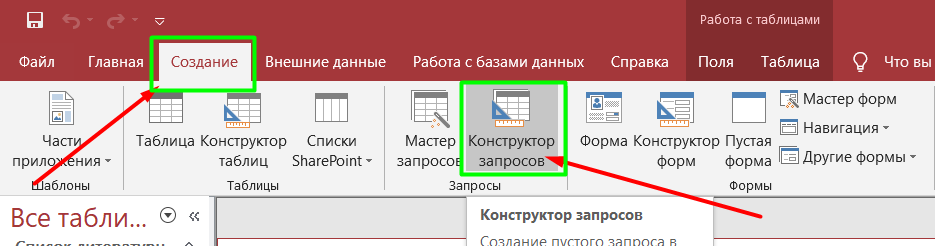 Работа с таблицами
Файл Главная Создание Внешние данные Работа с базами данных Справка Поля Таблица Что вы
Части приложения
Таблица
Конструктор таблиц
Списки SharePoint
Мастер запросов
Конструктор запросов
Форма
Конструктор форм
Пустая форма
Мастер форм
Навигация
Другие формы
Шаблоны Таблицы Запросы Формы
Все табли...
Конструктор запросов
Список литературы
Создание пустого запроса в